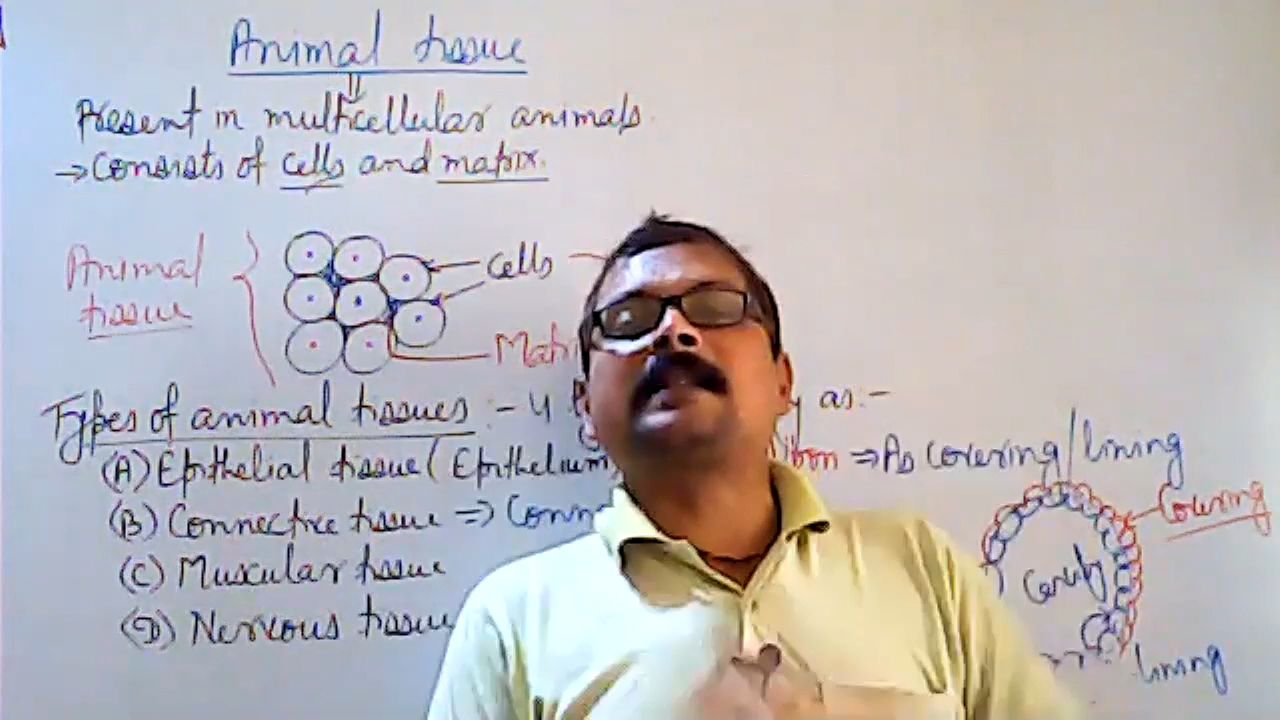 Animal tissue
Present in multicellular animals.
→ Consists of cells and matrix.
Animal
tissue
Cells
Matri
Types of animal tissues :- 4 as:-
(A) Epithelial tissue (Epithelium ⇒ As covering/lining
(B) Connective tissue ⇒ Conn
(C) Muscular tissue
(D) Nervous tissue
Covering
Cavity
lining